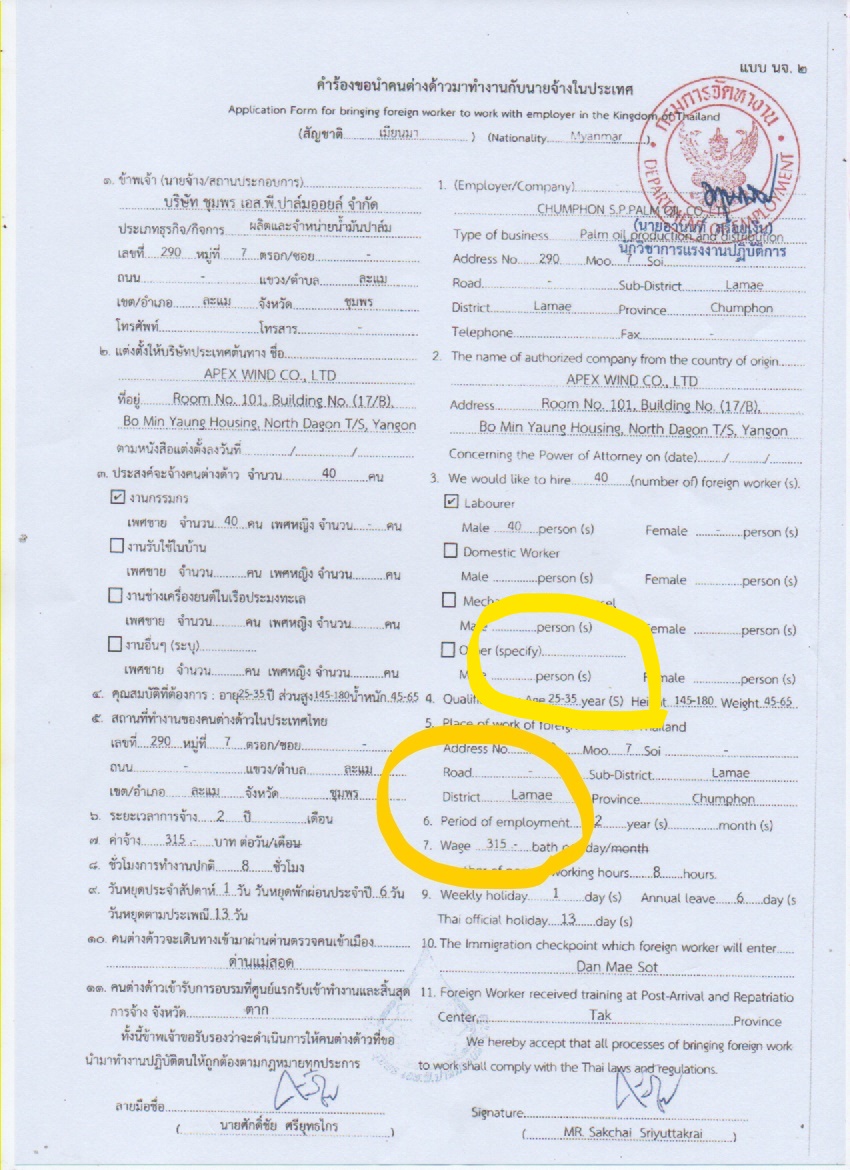 แบบ นจ. ๒
คำร้องขอนำคนต่างด้าวมาทำงานกับนายจ้างในประเทศ
Application Form for bringing foreign worker to work with employer in the Kingdom of Thailand
(สัญชาติ เมียนมา ) (Nationality Myanmar )
กรมการจัดหางาน
DEPARTMENT OF EMPLOYMENT
๑. ข้าพเจ้า (นายจ้าง/สถานประกอบการ)
บริษัท ชุมพร เอส.พี.ปาล์มออยล์ จำกัด
ประเภทธุรกิจ/กิจการ ผลิตและจำหน่ายน้ำมันปาล์ม
เลขที่ 290 หมู่ที่ 7 ตรอก/ซอย -
ถนน - แขวง/ตำบล ละแม
เขต/อำเภอ ละแม จังหวัด ชุมพร
โทรศัพท์ โทรสาร -
๒. แต่งตั้งให้บริษัทประเทศต้นทาง ชื่อ
APEX WIND CO., LTD
ที่อยู่ Room No. 101, Building No. (17/B),
Bo Min Yaung Housing, North Dagon T/S, Yangon
ตามหนังสือแต่งตั้งลงวันที่ / /
๓. ประสงค์จะจ้างคนต่างด้าว จำนวน 40 คน
งานกรรมกร
เพศชาย จำนวน 40 คน เพศหญิง จำนวน - คน
งานรับใช้ในบ้าน
เพศชาย จำนวน คน เพศหญิง จำนวน คน
งานช่างเครื่องยนต์ในเรือประมงทะเล
เพศชาย จำนวน คน เพศหญิง จำนวน คน
งานอื่นๆ (ระบุ)
เพศชาย จำนวน คน เพศหญิง จำนวน คน
๔. คุณสมบัติที่ต้องการ : อายุ 25-35 ปี ส่วนสูง 145-180 น้ำหนัก 45-65
๕. สถานที่ทำงานของคนต่างด้าวในประเทศไทย
เลขที่ 290 หมู่ที่ 7 ตรอก/ซอย -
ถนน - แขวง/ตำบล ละแม
เขต/อำเภอ ละแม จังหวัด ชุมพร
๖. ระยะเวลาการจ้าง 2 ปี เดือน
๗. ค่าจ้าง 315 .- บาท ต่อวัน/เดือน
๘. ชั่วโมงการทำงานปกติ 8 ชั่วโมง
๙. วันหยุดประจำสัปดาห์ 1 วัน วันหยุดพักผ่อนประจำปี 6 วัน
วันหยุดตามประเพณี 13 วัน
๑๐. คนต่างด้าวจะเดินทางเข้ามาผ่านด่านตรวจคนเข้าเมือง
ด่านแม่สอด
๑๑. คนต่างด้าวเข้ารับการอบรมที่ศูนย์แรกรับเข้าทำงานและสิ้นสุด
การจ้าง จังหวัด ตาก
ทั้งนี้ข้าพเจ้าขอรับรองว่าจะดำเนินการให้คนต่างด้าวที่ขอ
นำมาทำงานปฏิบัติตนให้ถูกต้องตามกฎหมายทุกประการ
ลายมือชื่อ
( นายศักดิ์ชัย ศรียุทธไกร )
1. (Employer/Company)
CHUMPHON S.P.PALM OIL CO.
Type of business Palm oil production and distribution
นักวิชาการแรงงานปฏิบัติการ
Address No. 290 Moo 7 Soi
Road - Sub-District Lamae
District Lamae Province Chumphon
Telephone Fax -
2. The name of authorized company from the country of origin
APEX WIND CO., LTD
Address Room No. 101, Building No. (17/B),
Bo Min Yaung Housing, North Dagon T/S, Yangon
Concerning the Power of Attorney on (date) / /
3. We would like to hire 40 (number of) foreign worker (s).
Labourer
Male 40 person (s) Female - person (s)
Domestic Worker
Male person (s) Female person (s)
person (s) Female person (s)
(specify)
person (s) Female person (s)
4. Age 25-35 year (S) Height 145-180 Weight 45-65
5. Place of work of
Address No. Moo 7 Soi -
Road - Sub-District Lamae
District Lamae Province Chumphon
6. Period of employment 2 year (s) month (s)
7. Wage 315 .- bath day/month
working hours 8 hours.
9. Weekly holiday 1 day (s) Annual leave 6 day (s
Thai official holiday 13 day (s)
10. The Immigration checkpoint which foreign worker will enter
Dan Mae Sot
11. Foreign Worker received training at Post-Arrival and Repatriatio
Center, Tak Province
We hereby accept that all processes of bringing foreign work
to work shall comply with the Thai laws and regulations.
Signature
( MR. Sakchai Sriyuttakrai )